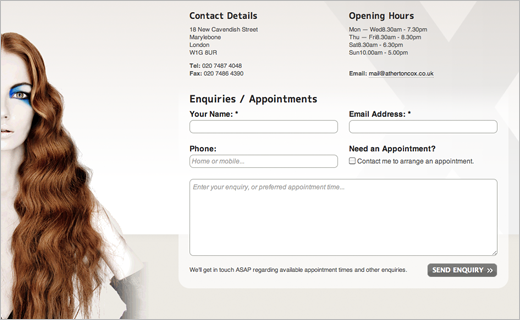 Contact Details
18 New Cavendish Street
Marylebone
London
W1G 8UR
Tel: 020 7487 4048
Fax: 020 7486 4390
Opening Hours
Mon — Wed8.30am - 7.30pm
Thu — Fri8.30am - 8.30pm
Sat8.30am - 6.30pm
Sun10.00am - 5.00pm
Email: mail@athertoncox.co.uk
Enquiries / Appointments
Your Name: *
Email Address: *
Phone:
Home or mobile...
Need an Appointment?
Contact me to arrange an appointment.
Enter your enquiry, or preferred appointment time...
We'll get in touch ASAP regarding available appointment times and other enquiries.
SEND ENQUIRY »